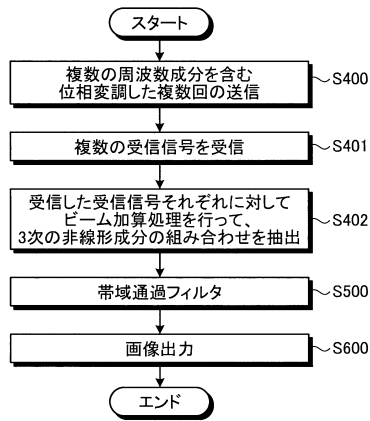 スタート
複数の周波数成分を含む
位相変調した複数回の送信
S400
複数の受信信号を受信
S401
受信した受信信号それぞれに対して
ビーム加算処理を行って、
3次の非線形成分の組み合わせを抽出
S402
帯域通過フィルタ
S500
画像出力
S600
エンド